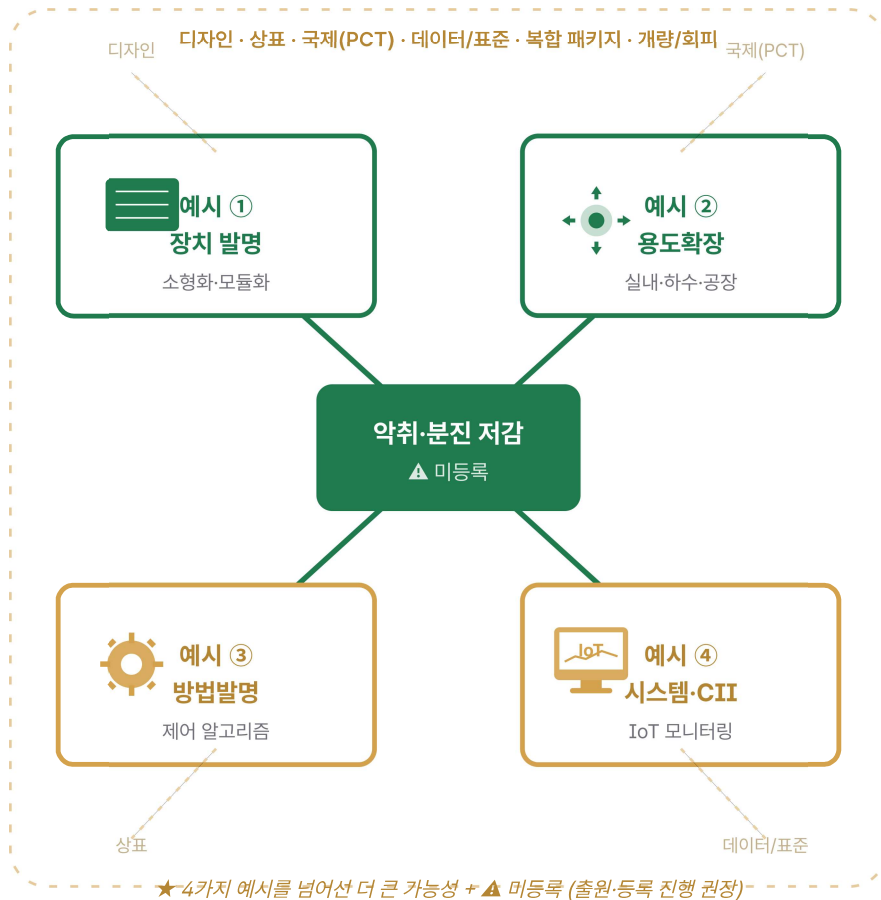 디자인 · 상표 · 국제(PCT) · 데이터/표준 · 복합 패키지 · 개량/회피
디자인
국제(PCT)
예시 ①
장치 발명
소형화·모듈화
예시 ②
용도확장
실내·하수·공장
악취·분진 저감
⚠ 미등록
예시 ③
방법발명
제어 알고리즘
IoT
예시 ④
시스템·CII
IoT 모니터링
상표
데이터/표준
★ 4가지 예시를 넘어선 더 큰 가능성 + ⚠ 미등록 (출원·등록 진행 권장)